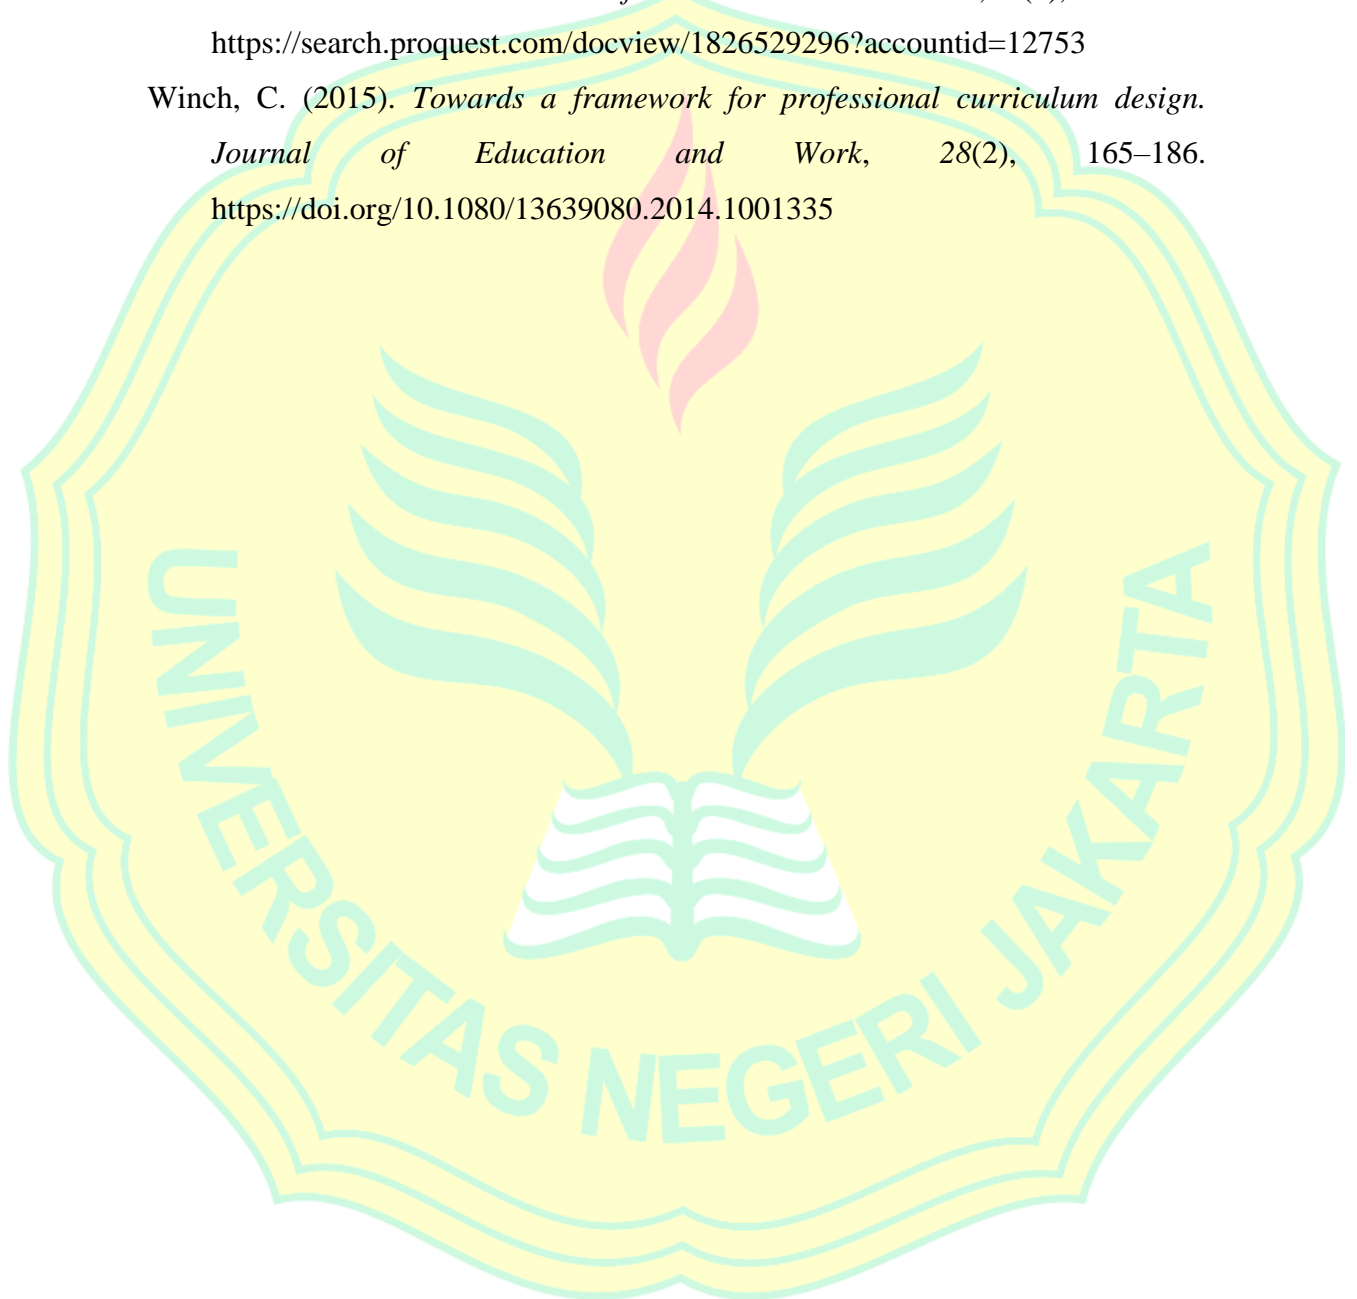 https://search.proquest.com/docview/1826529296?accountid=12753
Winch, C. (2015). Towards a framework for professional curriculum design.
Journal of Education and Work, 28(2), 165–186.
https://doi.org/10.1080/13639080.2014.1001335
UNIVERSITAS NEGERI JAKARTA